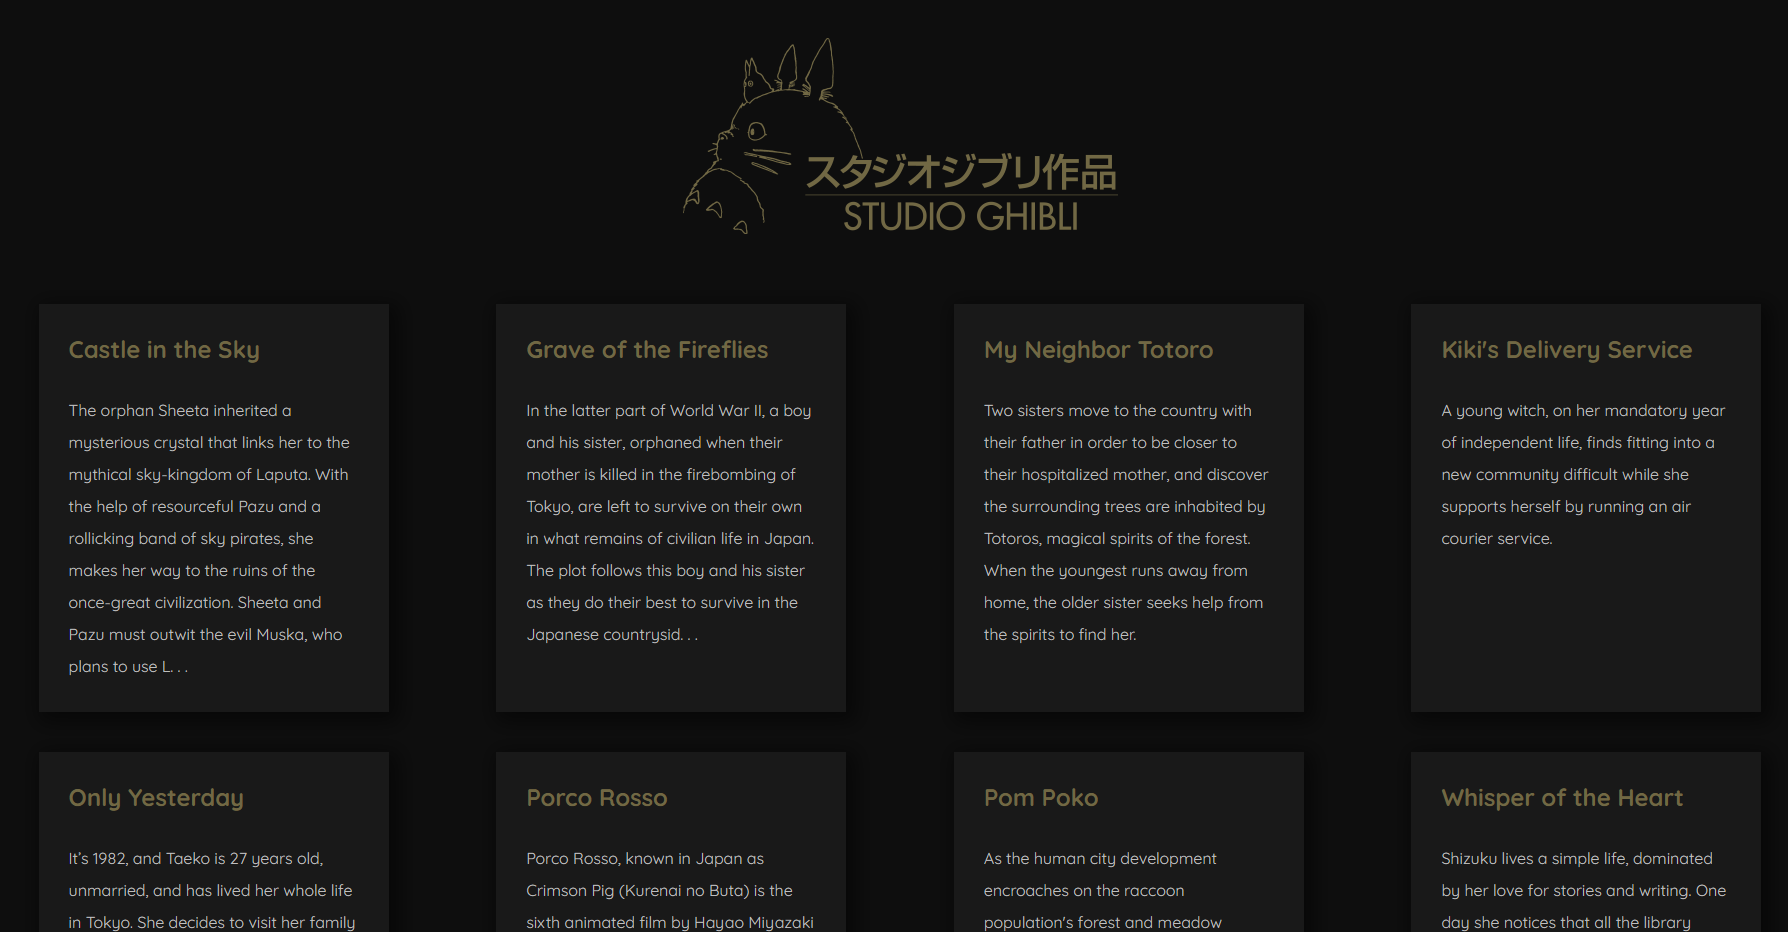 スタジオジブリ作品
STUDIO GHIBLI
Castle in the Sky
The orphan Sheeta inherited a
mysterious crystal that links her to the
mythical sky-kingdom of Laputa. With
the help of resourceful Pazu and a
rollicking band of sky pirates, she
makes her way to the ruins of the
once-great civilization. Sheeta and
Pazu must outwit the evil Muska, who
plans to use L. . .
Grave of the Fireflies
In the latter part of World War II, a boy
and his sister, orphaned when their
mother is killed in the firebombing of
Tokyo, are left to survive on their own
in what remains of civilian life in Japan.
The plot follows this boy and his sister
as they do their best to survive in the
Japanese countrysid. . .
My Neighbor Totoro
Two sisters move to the country with
their father in order to be closer to
their hospitalized mother, and discover
the surrounding trees are inhabited by
Totoros, magical spirits of the forest.
When the youngest runs away from
home, the older sister seeks help from
the spirits to find her.
Kiki's Delivery Service
A young witch, on her mandatory year
of independent life, finds fitting into a
new community difficult while she
supports herself by running an air
courier service.
Only Yesterday
It's 1982, and Taeko is 27 years old,
unmarried, and has lived her whole life
in Tokyo. She decides to visit her family
Porco Rosso
Porco Rosso, known in Japan as
Crimson Pig (Kurenai no Buta) is the
sixth animated film by Hayao Miyazaki
Pom Poko
As the human city development
encroaches on the raccoon
population's forest and meadow
Whisper of the Heart
Shizuku lives a simple life, dominated
by her love for stories and writing. One
day she notices that all the library